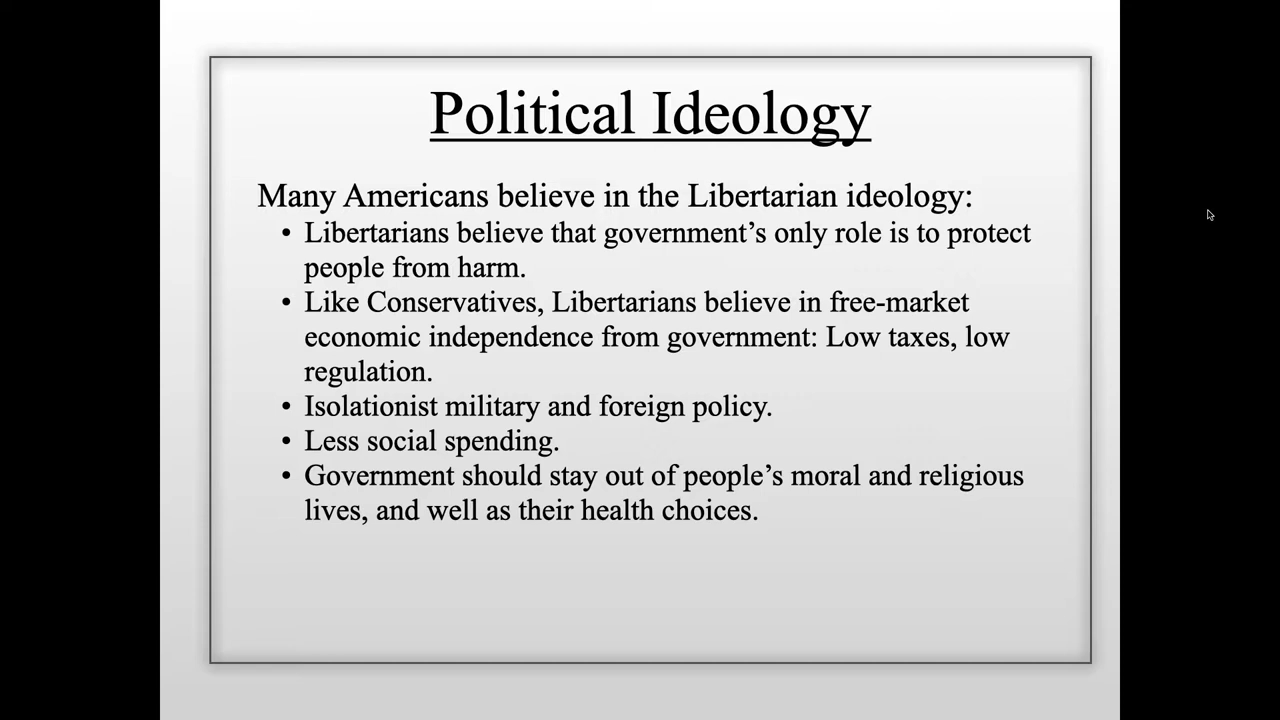 Political Ideology
Many Americans believe in the Libertarian ideology:
• Libertarians believe that government’s only role is to protect
people from harm.
• Like Conservatives, Libertarians believe in free-market
economic independence from government: Low taxes, low
regulation.
• Isolationist military and foreign policy.
• Less social spending.
• Government should stay out of people’s moral and religious
lives, and well as their health choices.